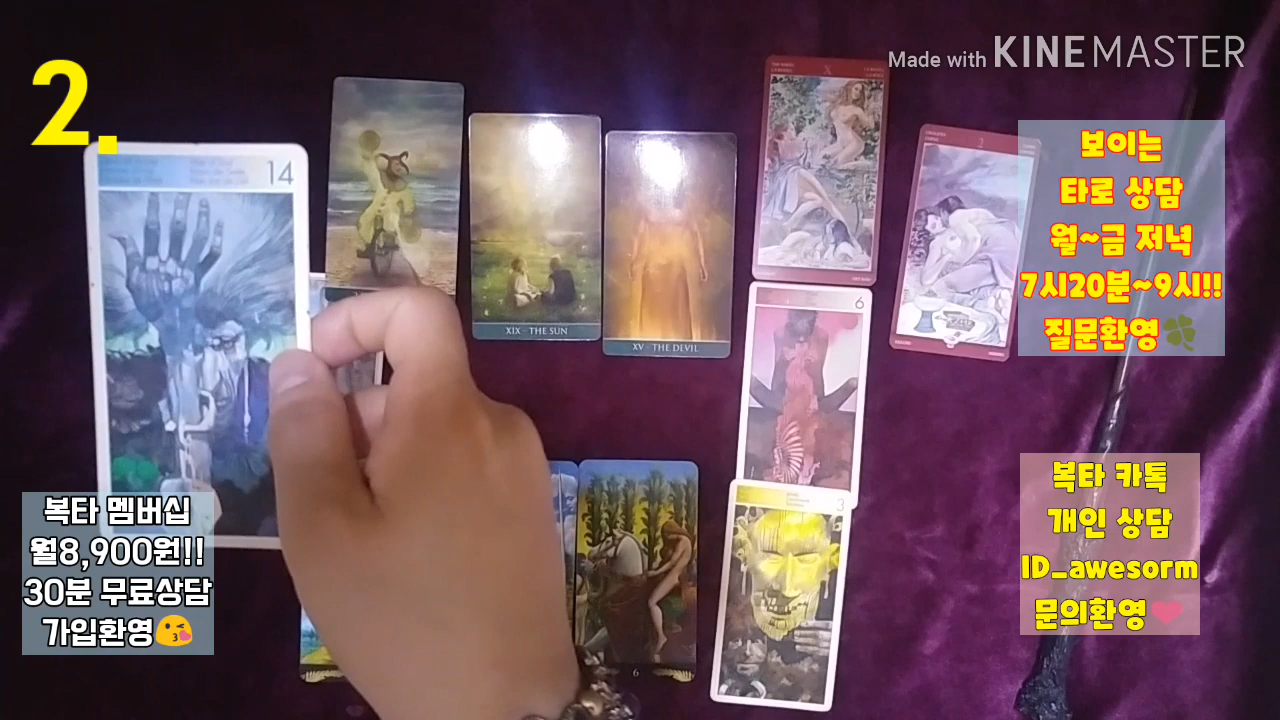 2.
Made with KINEMASTER
14
XIX - THE SUN
XV - THE DEVIL
X
2
6
3
6
보이는
타로 상담
월~금 저녁
7시20분~9시!!
질문환영🍀
복타 멤버십
월8,900원!!
30분 무료상담
가입환영😘
복타 카톡
개인 상담
ID_awesorm
문의환영❤